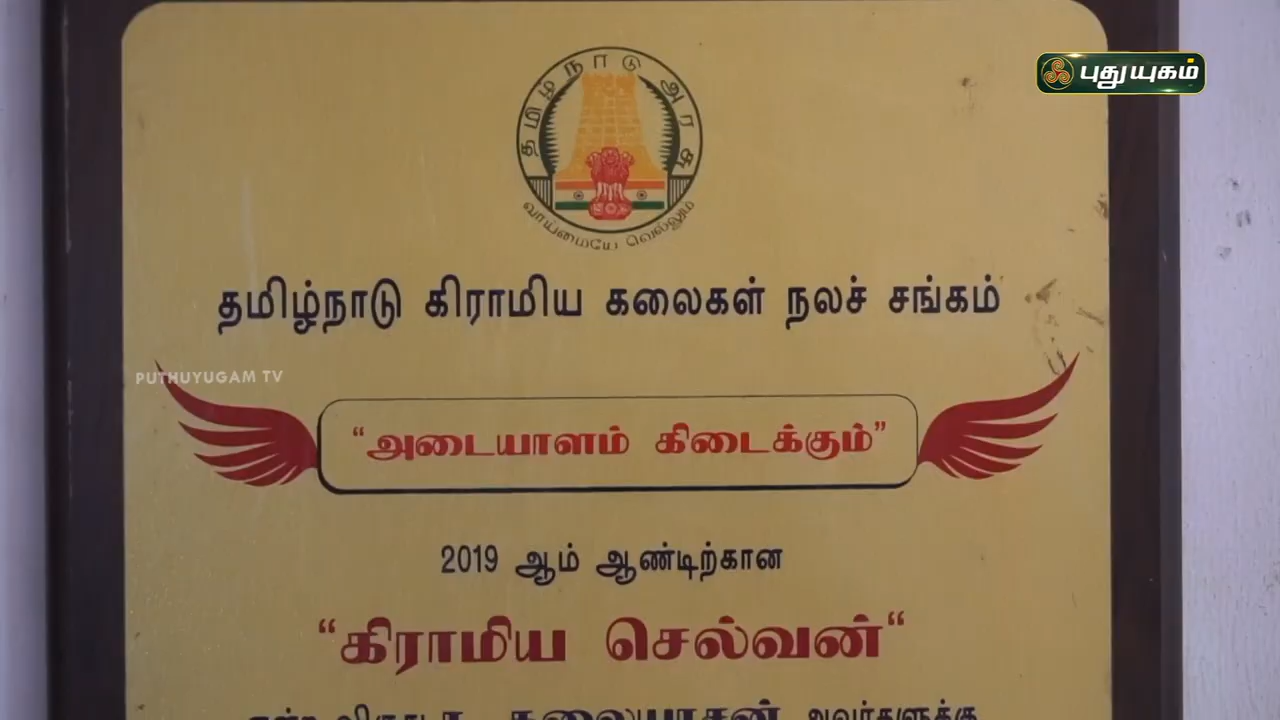 புதுயுகம்
தமிழ்நாடு அரசு
வாய்மையே வெல்லும்
தமிழ்நாடு கிராமிய கலைகள் நலச் சங்கம்
PUTHUYUGAM TV
“அடையாளம் கிடைக்கும்”
2019 ஆம் ஆண்டிற்கான
“கிராமிய செல்வன்“
அவர்களுக்கு